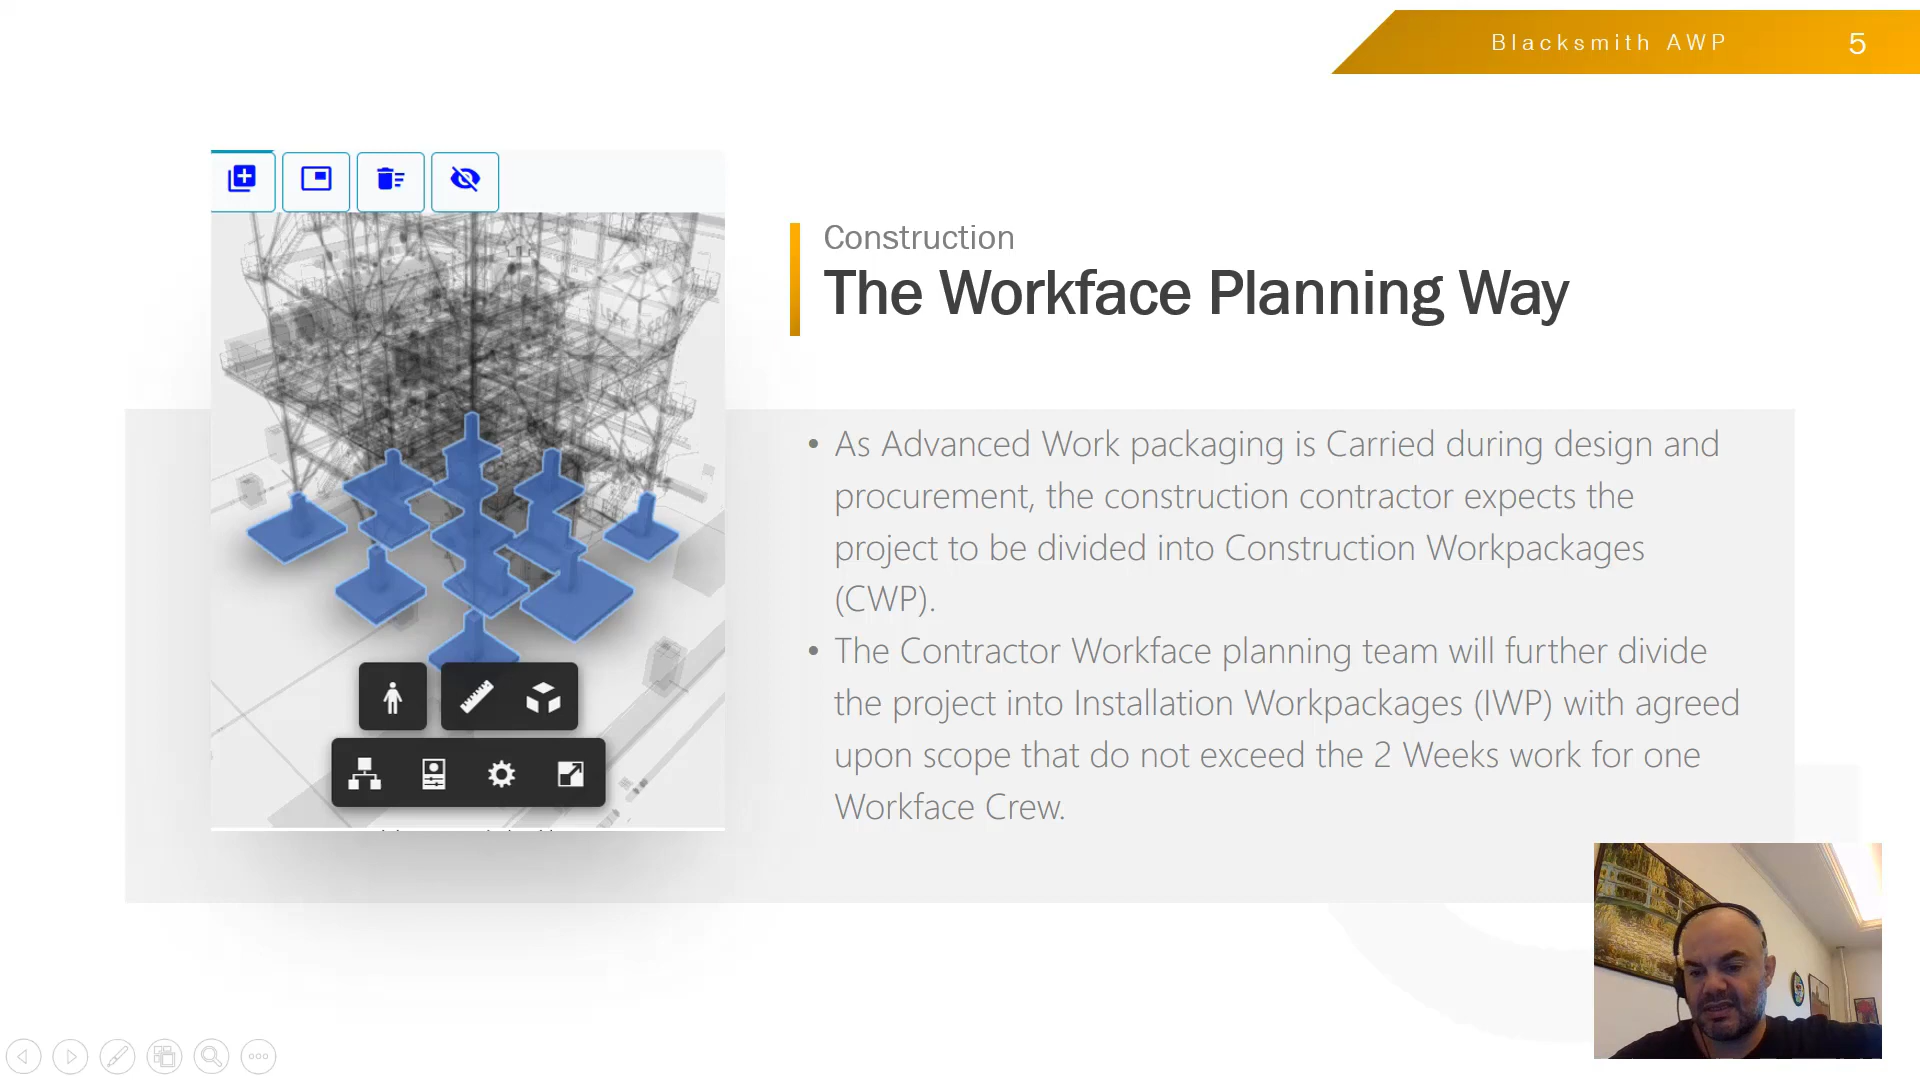 Blacksmith AWP
5
Construction
The Workface Planning Way
• As Advanced Work packaging is Carried during design and
procurement, the construction contractor expects the
project to be divided into Construction Workpackages
(CWP).
• The Contractor Workface planning team will further divide
the project into Installation Workpackages (IWP) with agreed
upon scope that do not exceed the 2 Weeks work for one
Workface Crew.